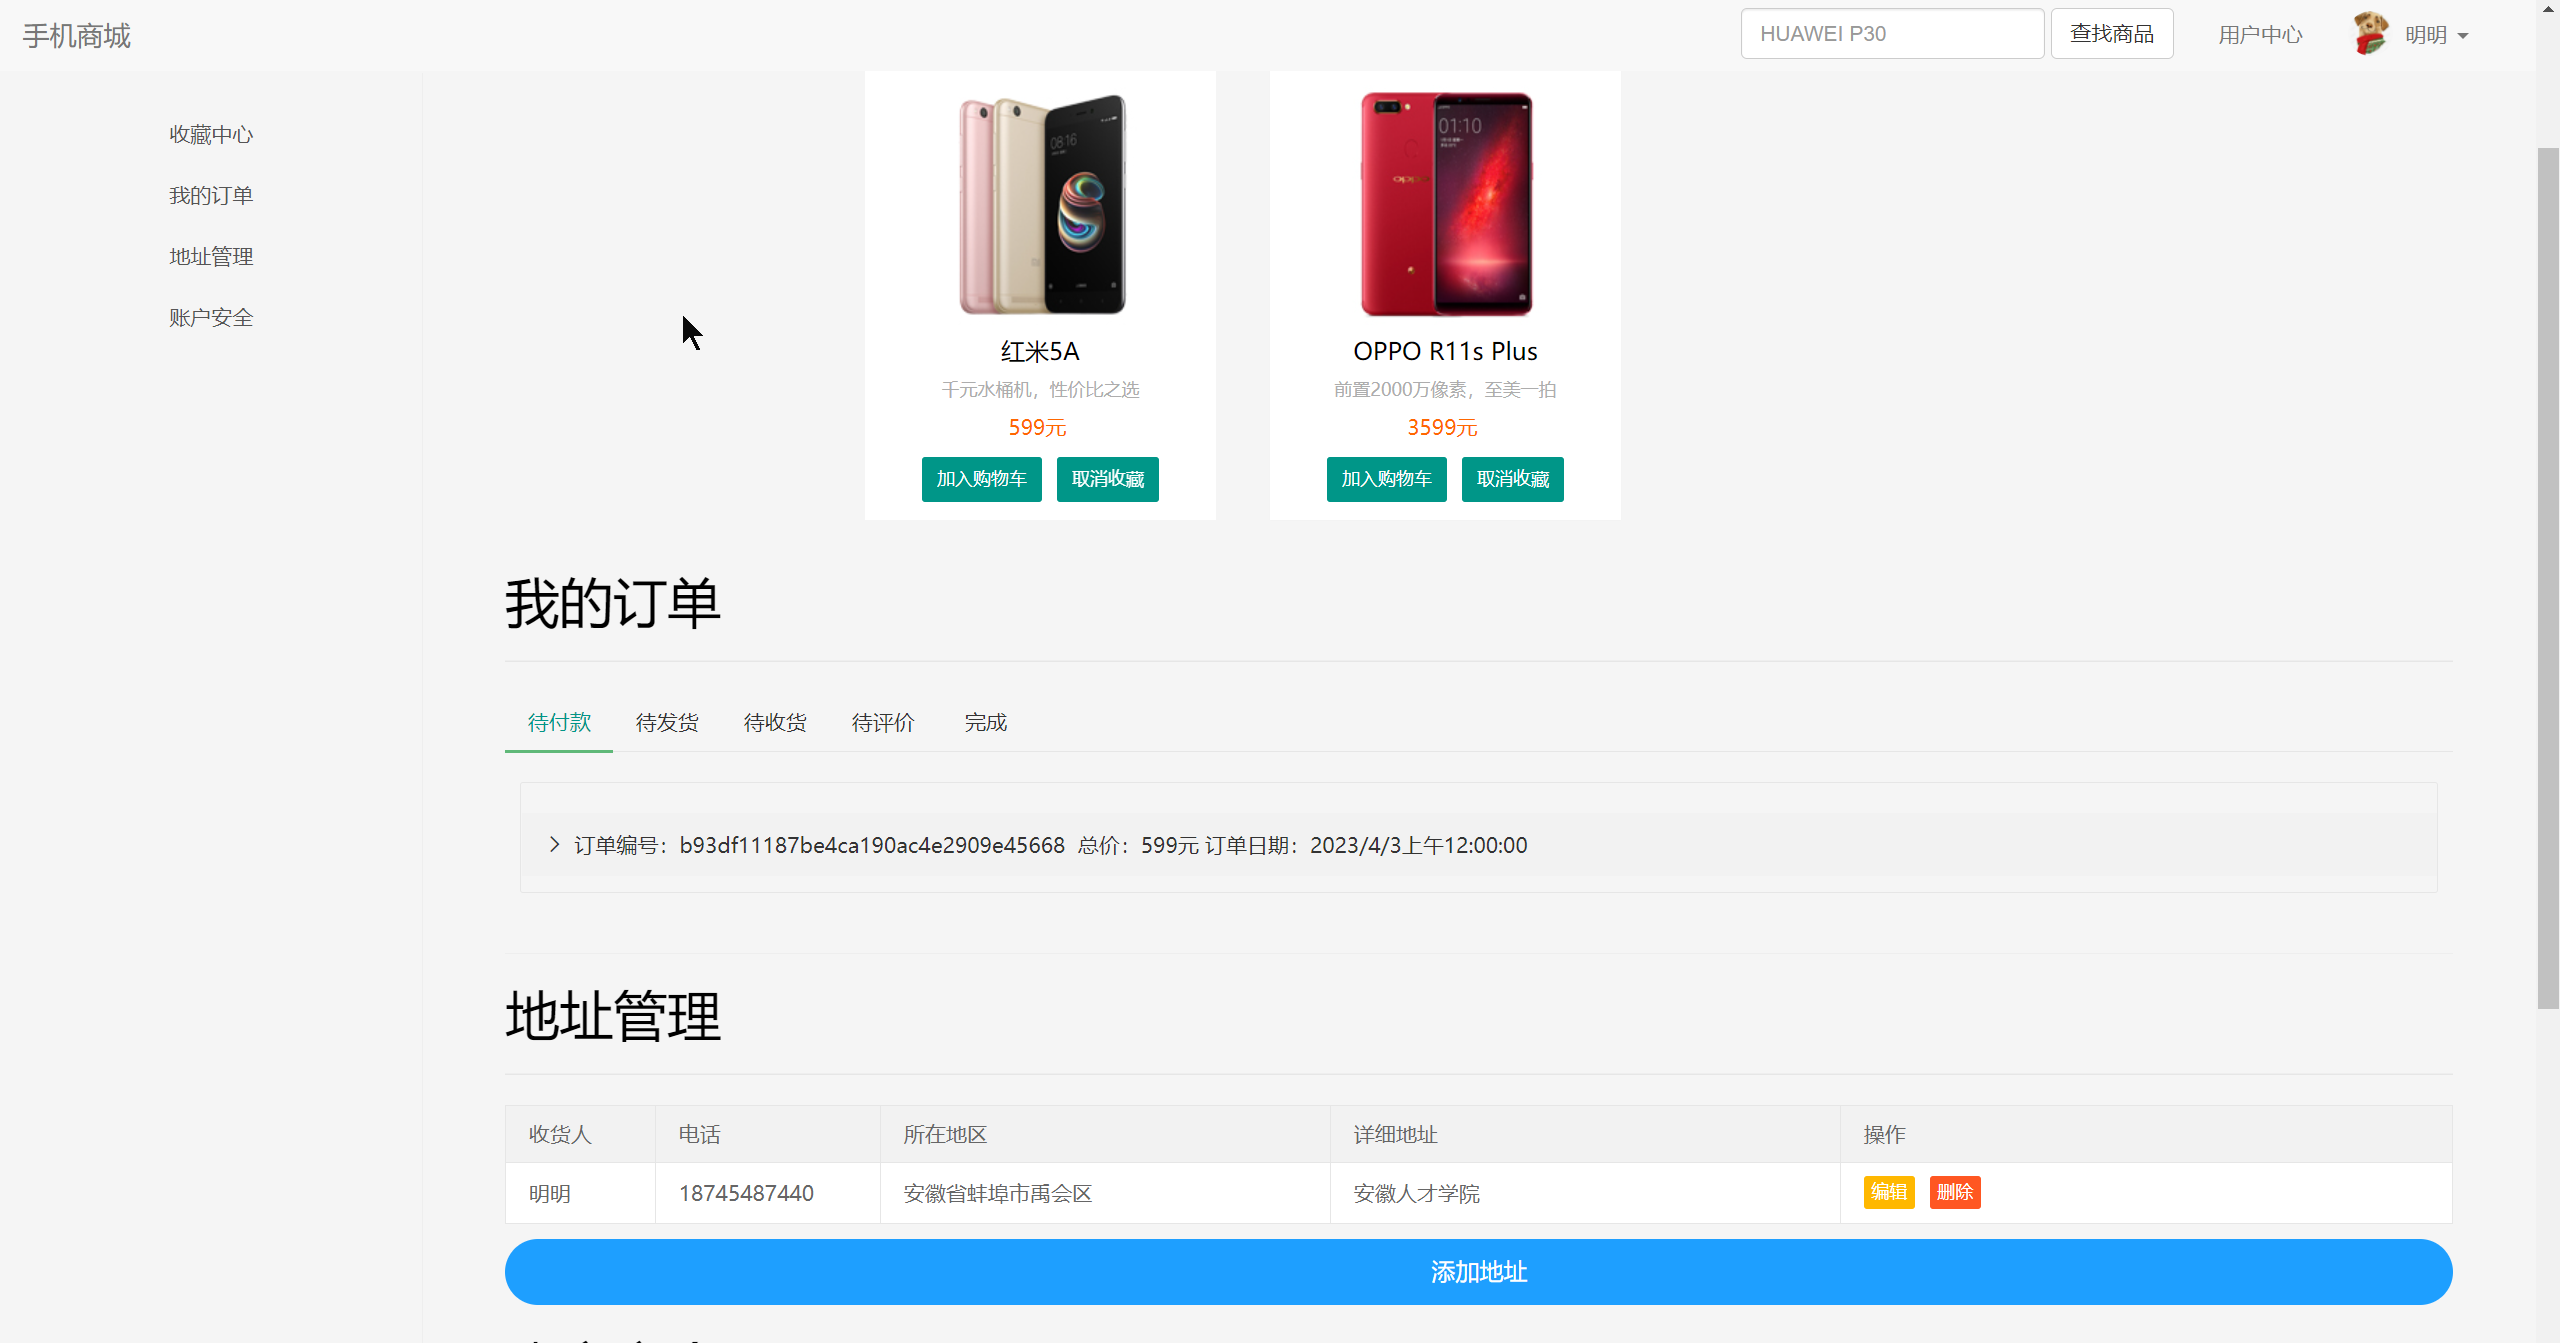 手机商城
HUAWEI P30
查找商品
用户中心
明明
收藏中心
我的订单
地址管理
账户安全
红米5A
千元水桶机，性价比之选
599元
加入购物车 取消收藏
OPPO R11s Plus
前置2000万像素，至美一拍
3599元
加入购物车 取消收藏
我的订单
待付款 待发货 待收货 待评价 完成
订单编号：b93df11187be4ca190ac4e2909e45668 总价：599元 订单日期：2023/4/3上午12:00:00
地址管理
收货人 电话 所在地区 详细地址 操作
明明 18745487440 安徽省蚌埠市禹会区 安徽人才学院 编辑 删除
添加地址